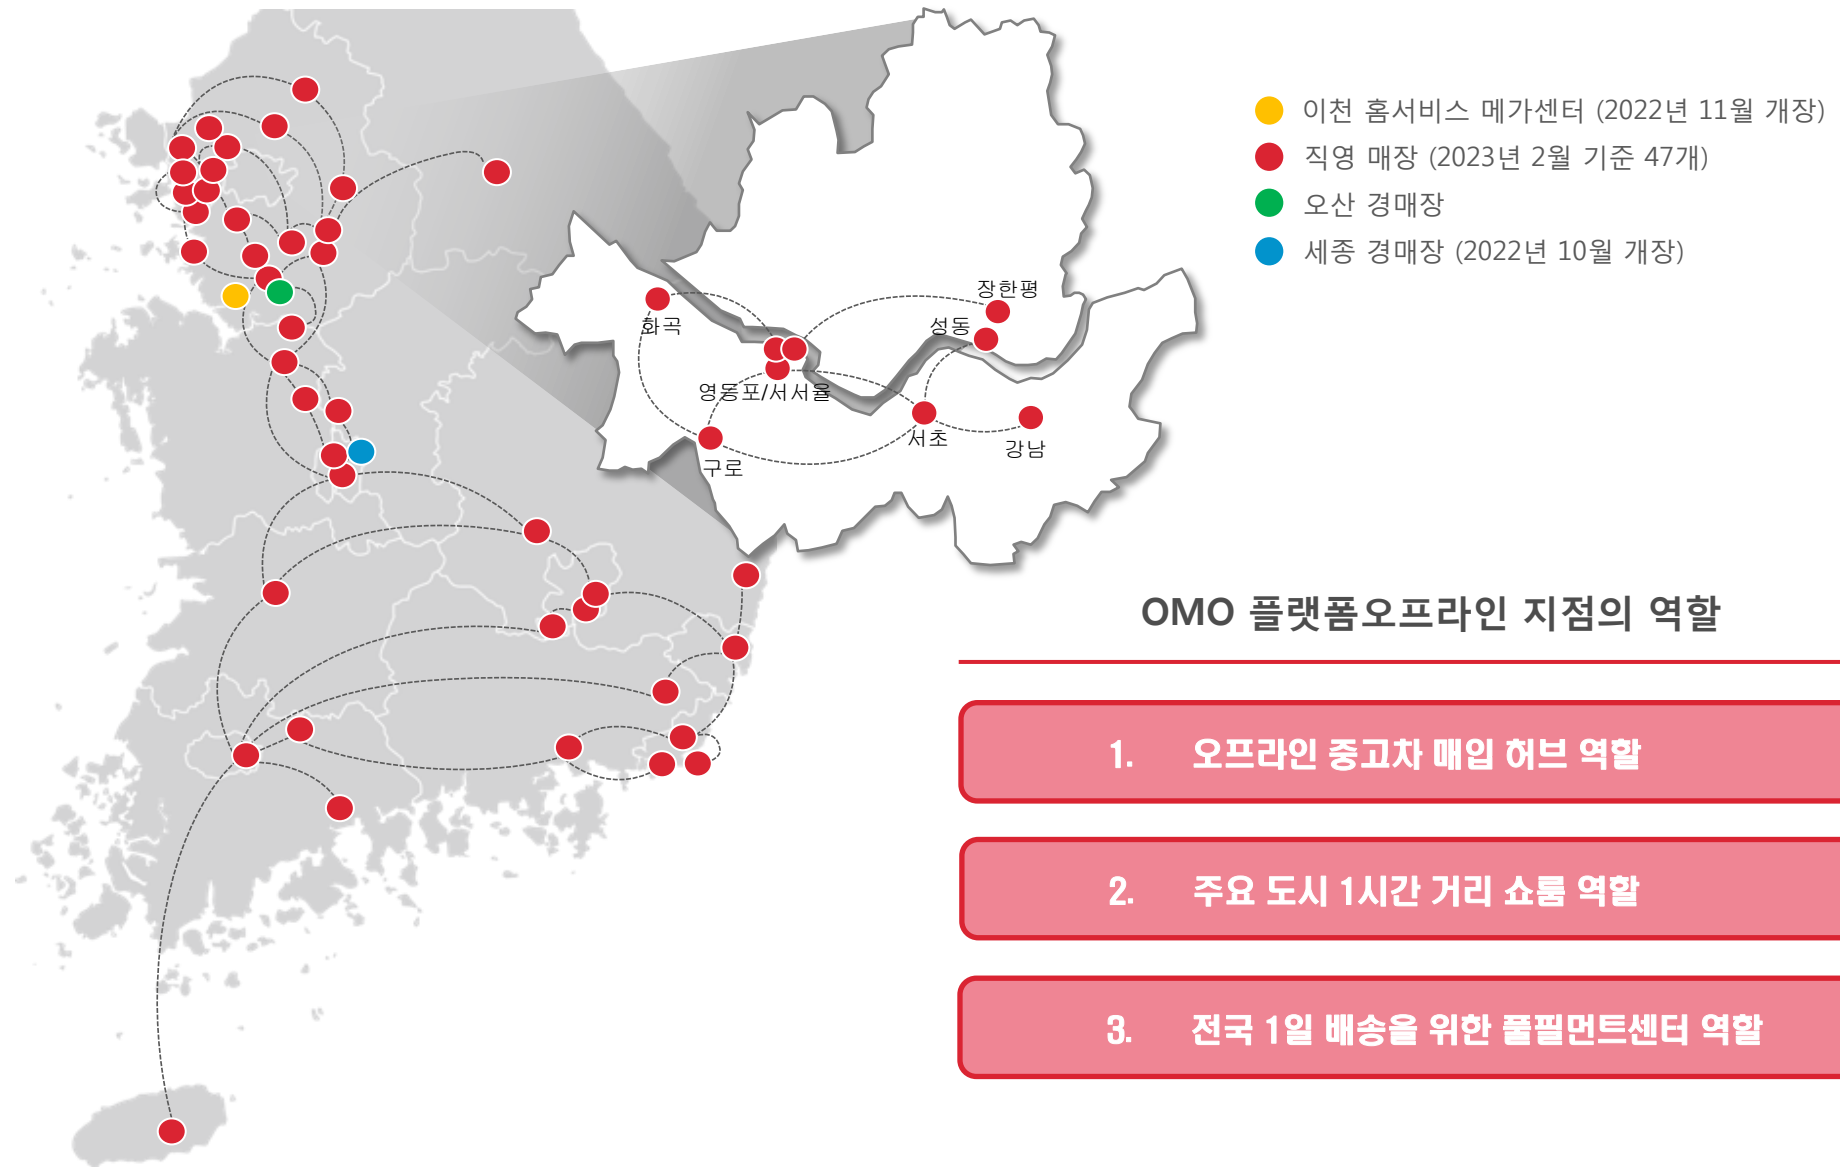 이천 홈서비스 메가센터 (2022년 11월 개장)
직영 매장 (2023년 2월 기준 47개)
오산 경매장
세종 경매장 (2022년 10월 개장)
장한평
성동
화곡
영등포/서서울
서초
강남
구로
OMO 플랫폼오프라인 지점의 역할
1. 오프라인 중고차 매입 허브 역할
2. 주요 도시 1시간 거리 쇼룸 역할
3. 전국 1일 배송을 위한 풀필먼트센터 역할